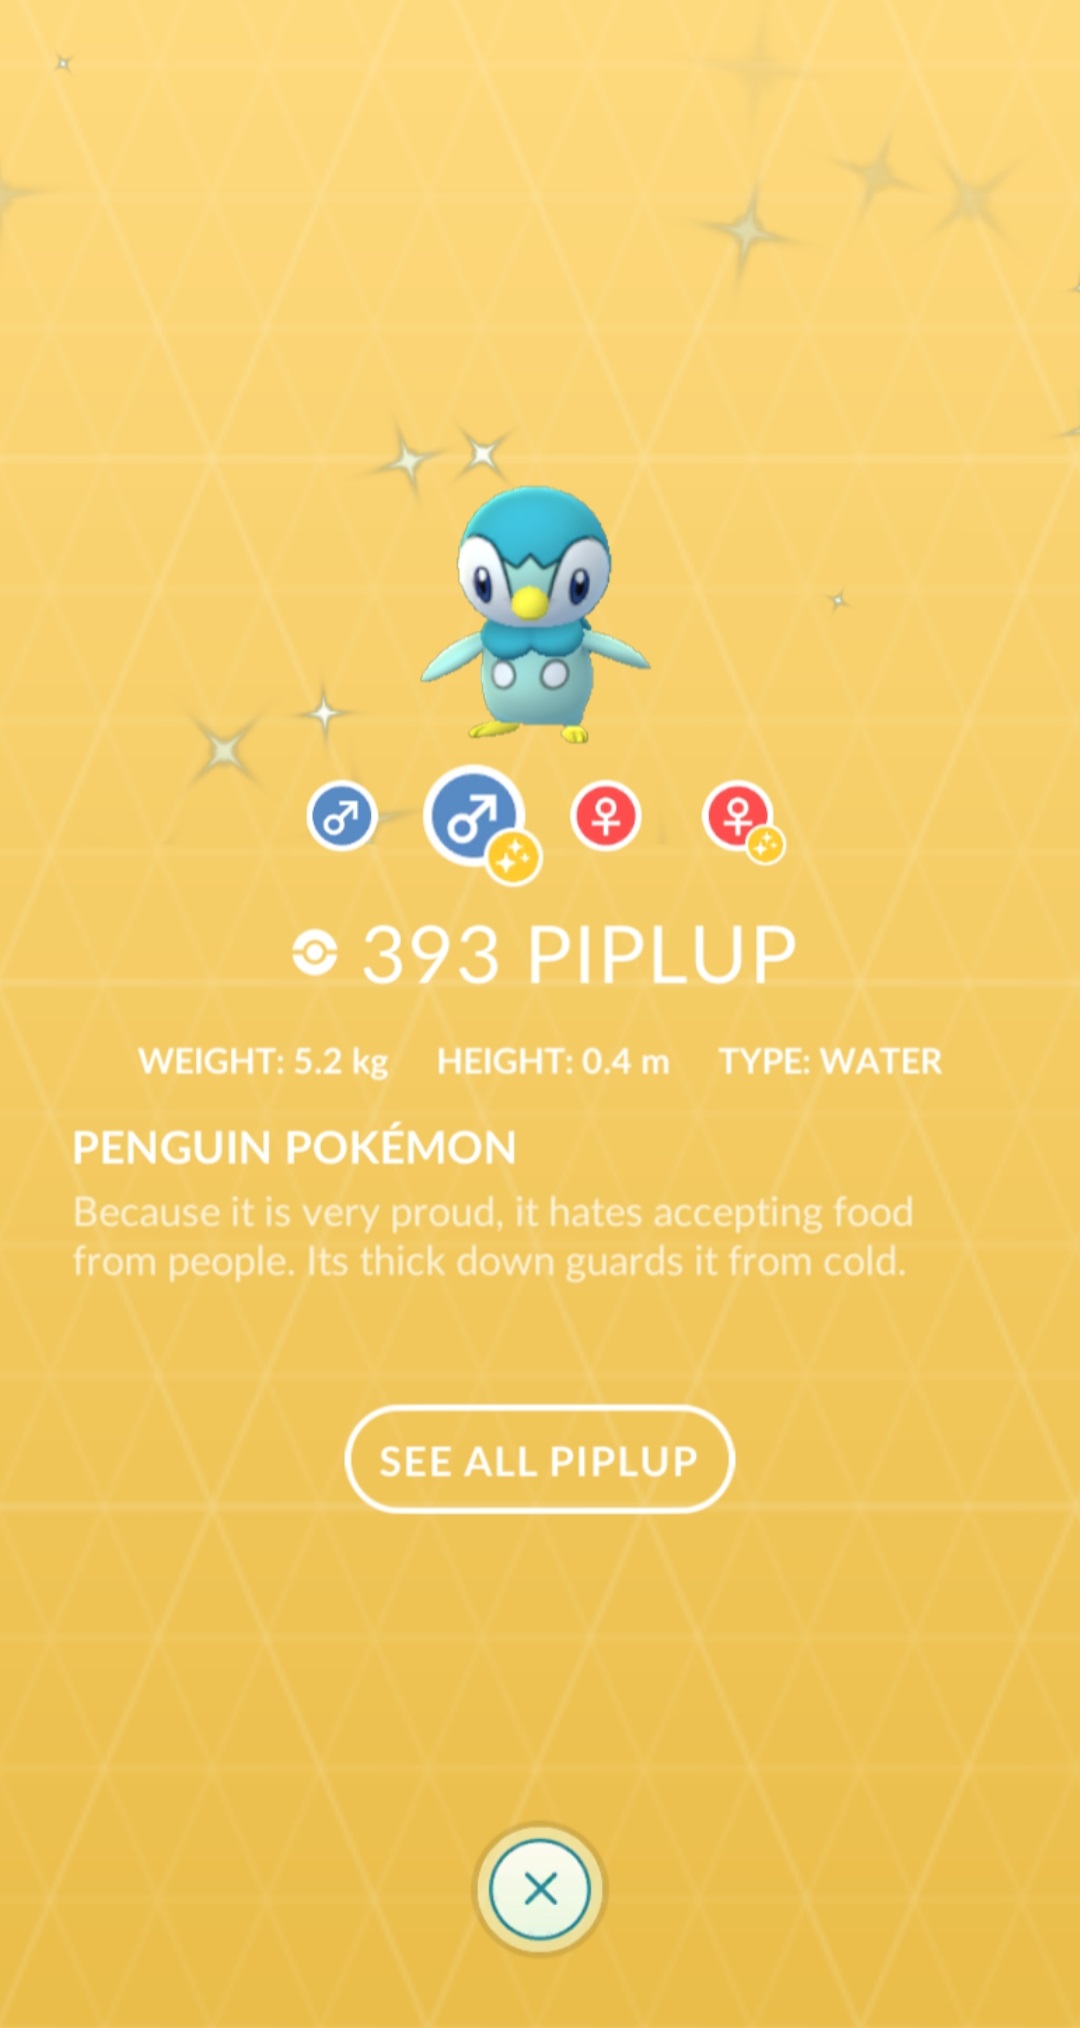 393 PIPLUP
WEIGHT: 5.2 kg HEIGHT: 0.4 m TYPE: WATER
PENGUIN POKÉMON
Because it is very proud, it hates accepting food
from people. Its thick down guards it from cold.
SEE ALL PIPLUP